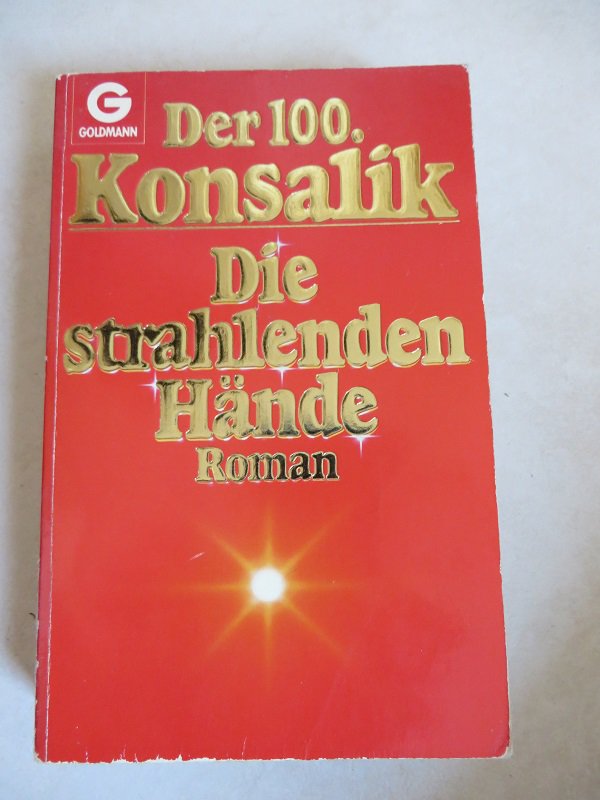 G
GOLDMANN
Der 100.
Konsalik
Die
strahlenden
Hände
Roman